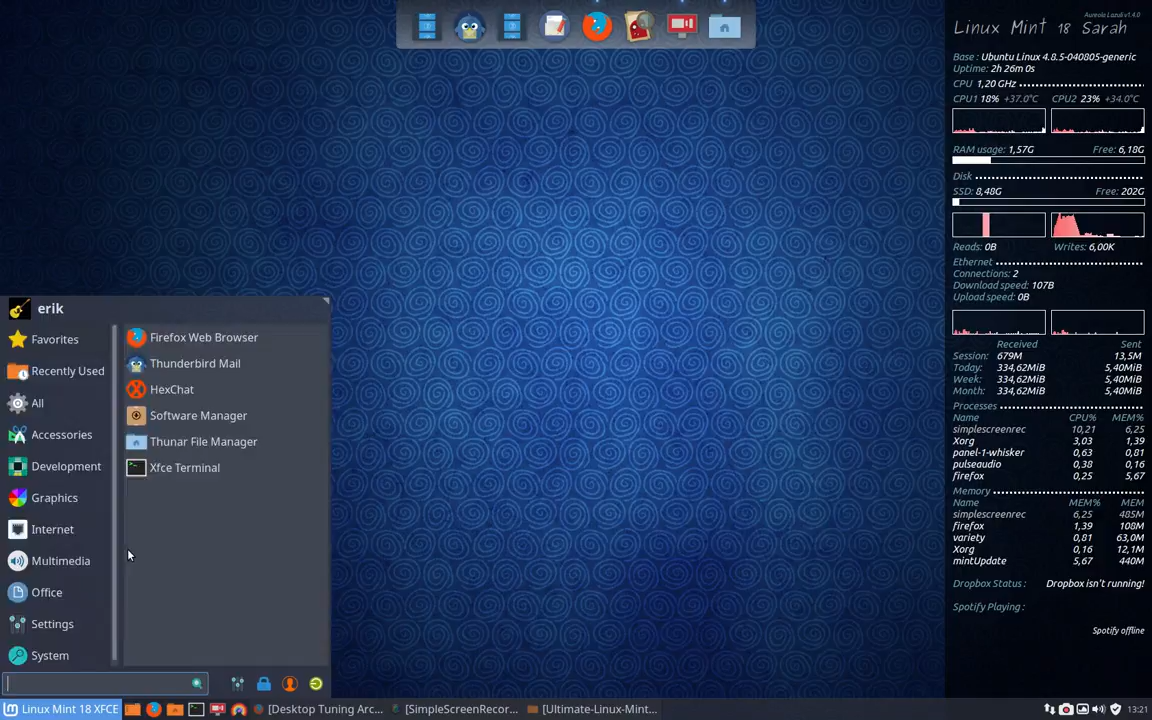 Aureola Lazuli v1.4.0
Linux Mint 18 Sarah
Base : Ubuntu Linux 4.8.5-040805-generic
Uptime: 2h 26m 0s
CPU 1,20 GHz
CPU1 18% +37.0°C CPU2 23% +34.0°C
RAM usage: 1,57G Free: 6,18G
Disk
SSD: 8,48G Free: 202G
Reads: 0B Writes: 6,00K
Ethernet
Connections: 2
Download speed: 107B
Upload speed: 0B
Received Sent
Session: 679M 13,5M
Today: 334,62MiB 5,40MiB
Week: 334,62MiB 5,40MiB
Month: 334,62MiB 5,40MiB
Processes
Name CPU% MEM%
simplescreenrec 10,21 6,25
Xorg 3,03 1,39
panel-1-whisker 0,63 0,81
pulseaudio 0,38 0,16
firefox 0,25 5,67
Memory
Name MEM% MEM
simplescreenrec 6,25 485M
firefox 1,39 108M
variety 0,81 63,0M
Xorg 0,16 12,1M
mintUpdate 5,67 440M
Dropbox Status : Dropbox isn't running!
Spotify Playing :
Spotify offline
erik
Favorites
Recently Used
All
Accessories
Development
Graphics
Internet
Multimedia
Office
Settings
System
Firefox Web Browser
Thunderbird Mail
HexChat
Software Manager
Thunar File Manager
Xfce Terminal
Linux Mint 18 XFCE [Desktop Tuning Arc... [SimpleScreenRecor... [Ultimate-Linux-Mint... 13:21